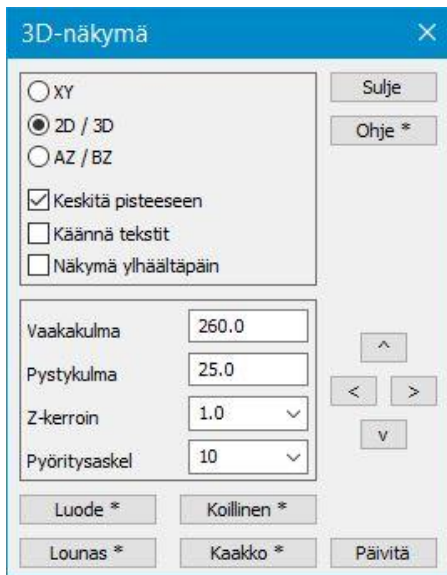 3D-näkymä
XY
Sulje
2D / 3D
Ohje *
AZ / BZ
Keskitä pisteeseen
Käännä tekstit
Näkymä ylhäältäpäin
Vaakakulma 260.0
Pystykulma 25.0
^
Z-kerroin 1.0
< >
Pyöritysaskel 10
v
Luode * Koillinen *
Lounas * Kaakko * Päivitä